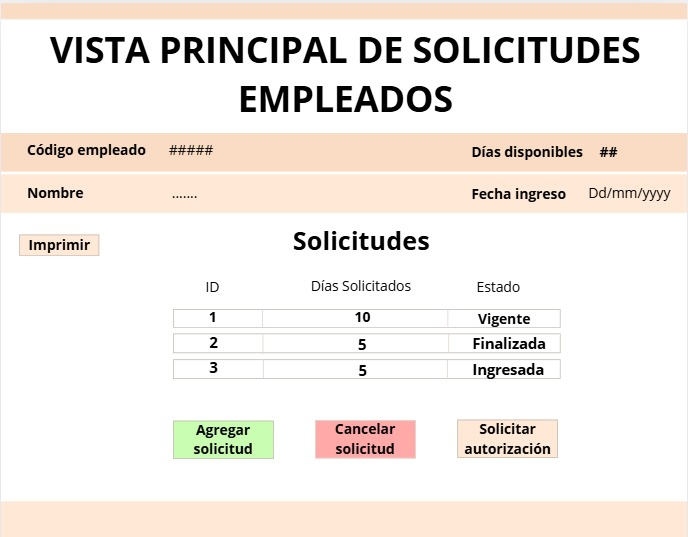 VISTA PRINCIPAL DE SOLICITUDES
EMPLEADOS
Código empleado ##### Días disponibles ##
Nombre ....... Fecha ingreso Dd/mm/yyyy
Imprimir Solicitudes
ID Días Solicitados Estado
1 10 Vigente
2 5 Finalizada
3 5 Ingresada
Agregar solicitud
Cancelar solicitud
Solicitar autorización